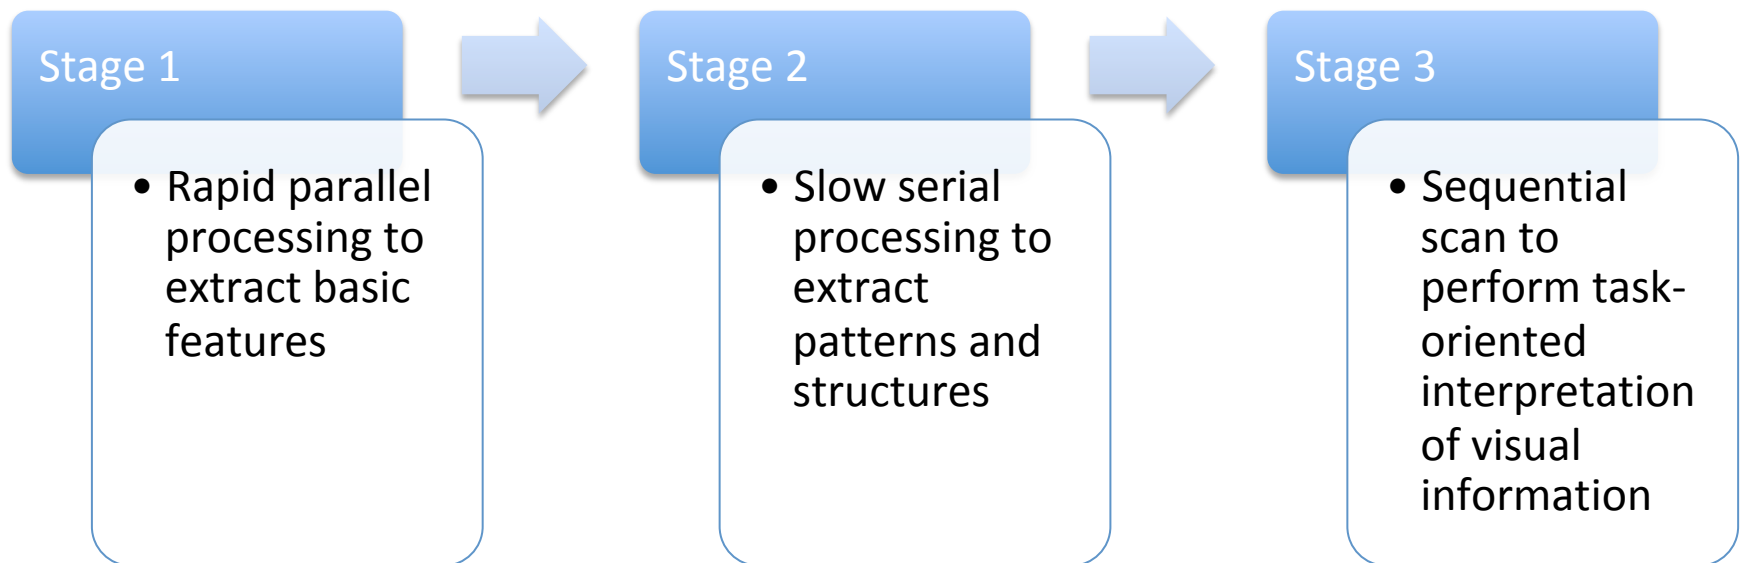 Stage 1
• Rapid parallel
processing to
extract basic
features
Stage 2
• Slow serial
processing to
extract
patterns and
structures
Stage 3
• Sequential
scan to
perform task-
oriented
interpretation
of visual
information